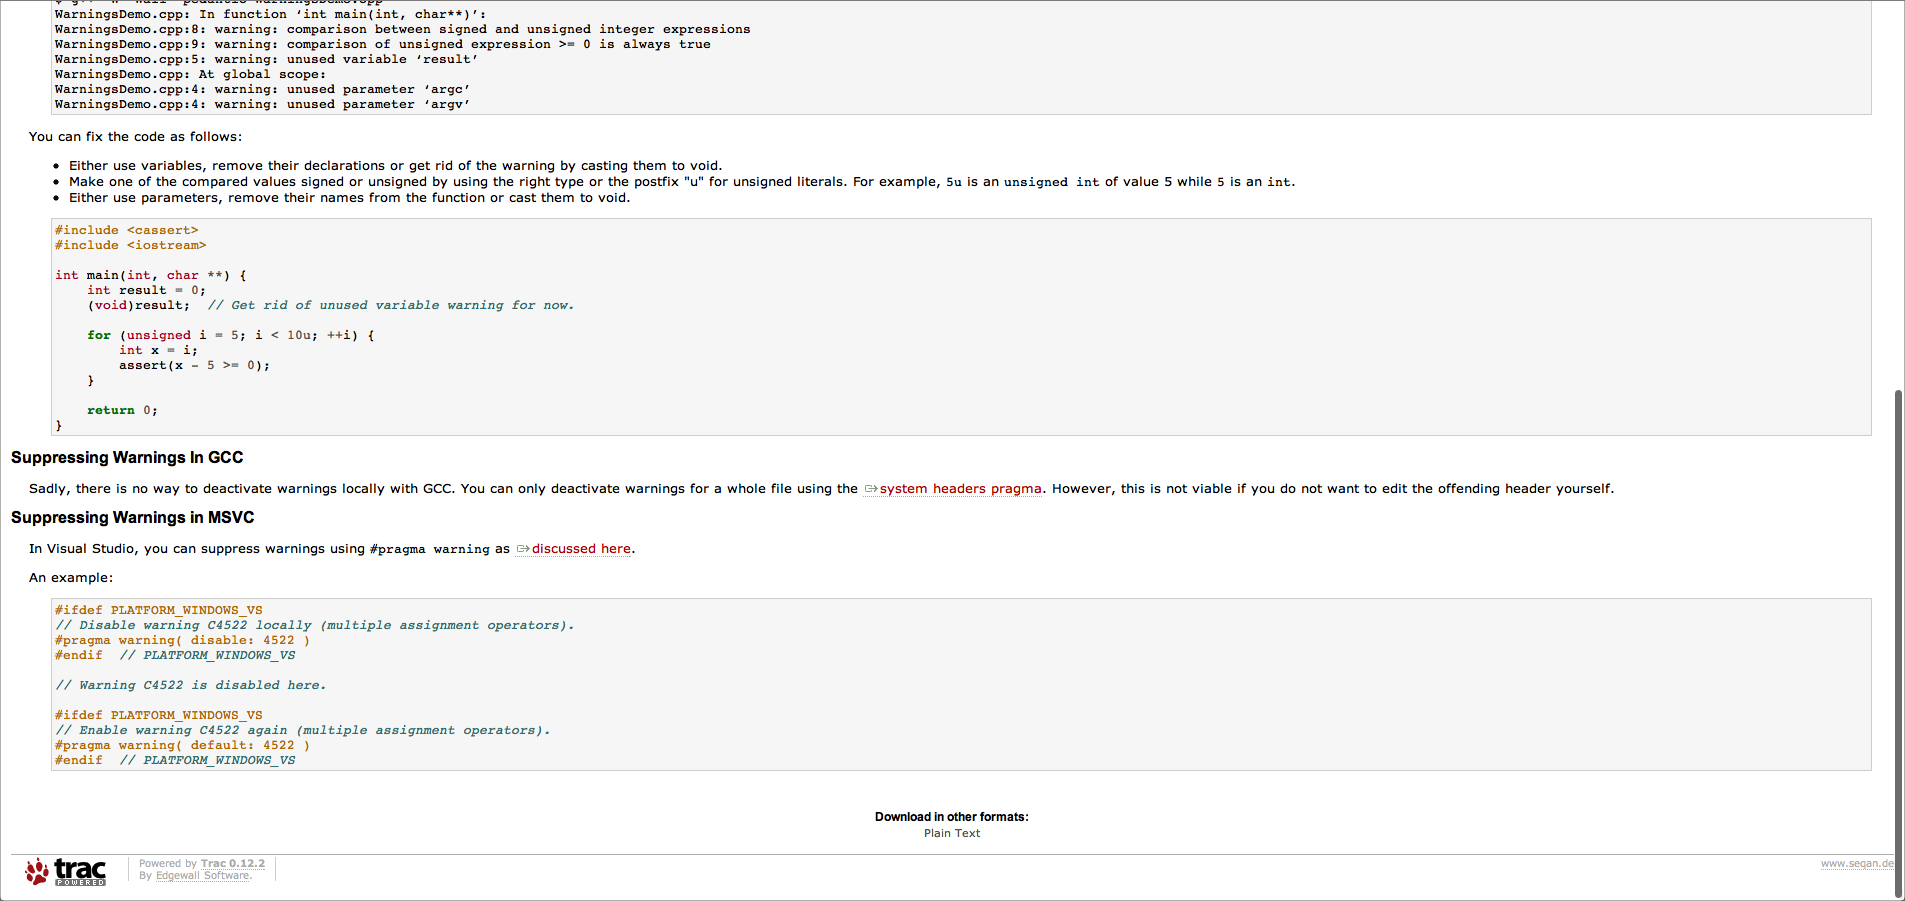 WarningsDemo.cpp: In function ‘int main(int, char**)’:
WarningsDemo.cpp:8: warning: comparison between signed and unsigned integer expressions
WarningsDemo.cpp:9: warning: comparison of unsigned expression >= 0 is always true
WarningsDemo.cpp:5: warning: unused variable ‘result’
WarningsDemo.cpp: At global scope:
WarningsDemo.cpp:4: warning: unused parameter ‘argc’
WarningsDemo.cpp:4: warning: unused parameter ‘argv’
You can fix the code as follows:
• Either use variables, remove their declarations or get rid of the warning by casting them to void.
• Make one of the compared values signed or unsigned by using the right type or the postfix "u" for unsigned literals. For example, 5u is an unsigned int of value 5 while 5 is an int.
• Either use parameters, remove their names from the function or cast them to void.
#include <cassert>
#include <iostream>
int main(int, char **) {
    int result = 0;
    (void)result;  // Get rid of unused variable warning for now.
    for (unsigned i = 5; i < 10u; ++i) {
        int x = i;
        assert(x - 5 >= 0);
    }
    return 0;
}
Suppressing Warnings In GCC
Sadly, there is no way to deactivate warnings locally with GCC. You can only deactivate warnings for a whole file using the system headers pragma. However, this is not viable if you do not want to edit the offending header yourself.
Suppressing Warnings in MSVC
In Visual Studio, you can suppress warnings using #pragma warning as discussed here.
An example:
#ifdef PLATFORM_WINDOWS_VS
// Disable warning C4522 locally (multiple assignment operators).
#pragma warning( disable: 4522 )
#endif  // PLATFORM_WINDOWS_VS
// Warning C4522 is disabled here.
#ifdef PLATFORM_WINDOWS_VS
// Enable warning C4522 again (multiple assignment operators).
#pragma warning( default: 4522 )
#endif  // PLATFORM_WINDOWS_VS
Download in other formats:
Plain Text
trac
POWERED
Powered by Trac 0.12.2
By Edgewall Software.
www.seqan.de